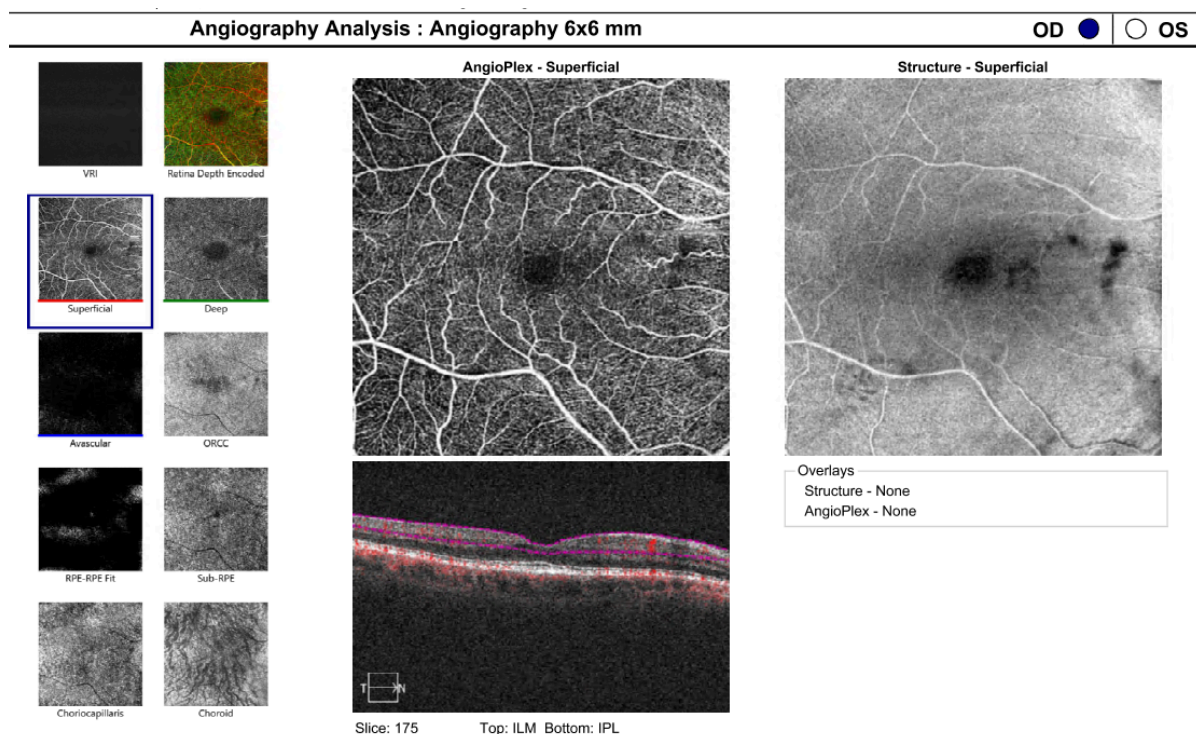 Angiography Analysis : Angiography 6x6 mm
OD OS
VRI
Retina Depth Encoded
Superficial
Deep
Avascular
ORCC
RPE-RPE Fit
Sub-RPE
Choriocapillaris
Choroid
AngioPlex - Superficial
T N
Slice: 175 Top: ILM Bottom: IPL
Structure - Superficial
Overlays
Structure - None
AngioPlex - None